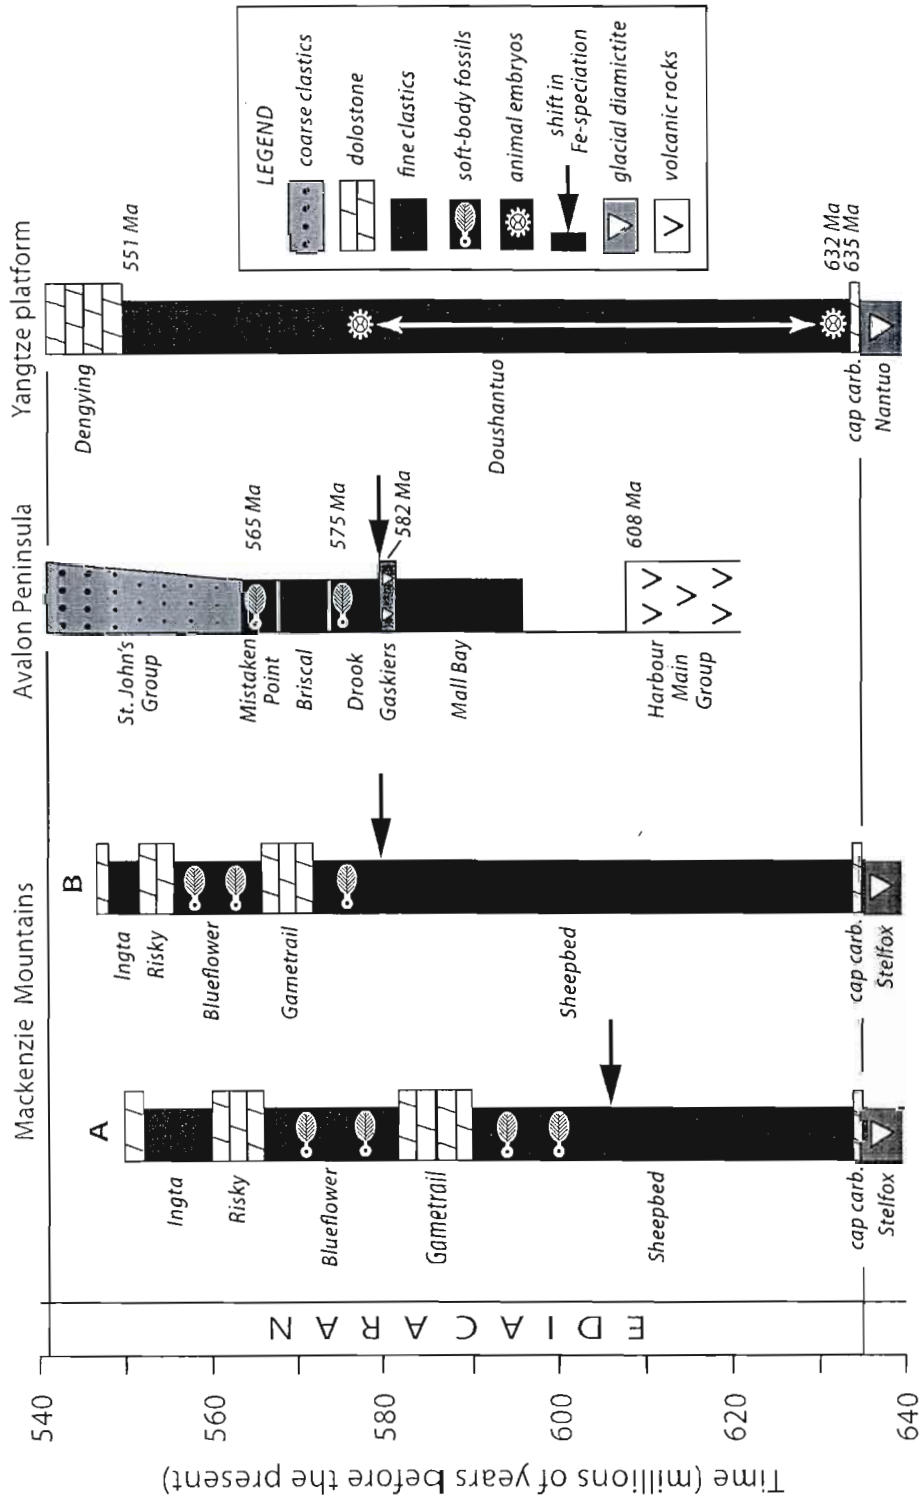 Mackenzie Mountains
Avalon Peninsula
Yangtze platform
A
B
Time (millions of years before the present)
540
560
580
600
620
640
EDIACARAN
Ingta
Risky
Blueflower
Gametrail
Sheepbed
cap carb.
Stelfox
Ingta
Risky
Blueflower
Gametrail
Sheepbed
cap carb.
Stelfox
St. John's
Group
Mistaken
Point
Briscal
Drook
Gaskiers
Mall Bay
Harbour
Main
Group
565 Ma
575 Ma
582 Ma
608 Ma
Dengying
Doushantuo
cap carb.
Nantuo
551 Ma
632 Ma
635 Ma
LEGEND
coarse clastics
dolostone
fine clastics
soft-body fossils
animal embryos
shift in
Fe-speciation
glacial diamictite
volcanic rocks